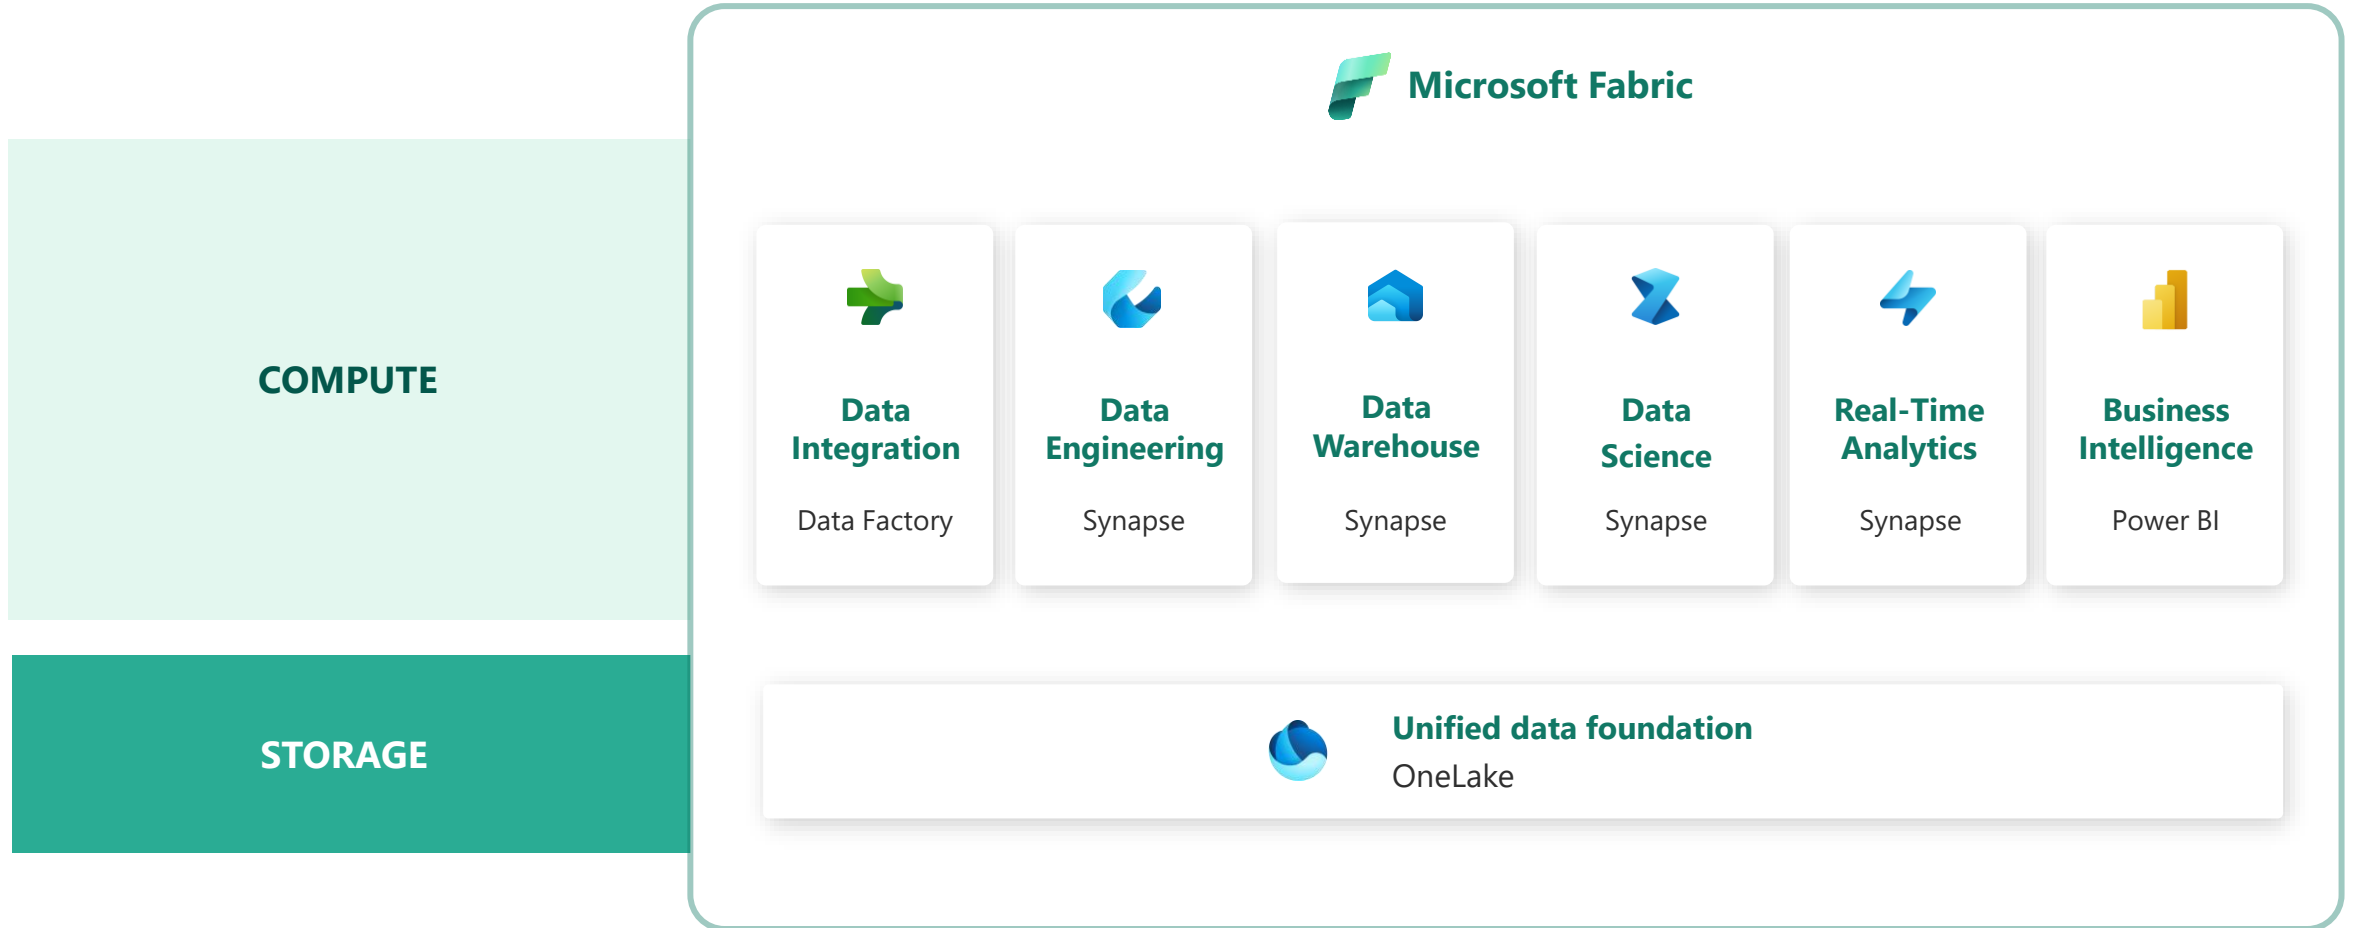 Microsoft Fabric
COMPUTE
Data
Integration
Data Factory
Data
Engineering
Synapse
Data
Warehouse
Synapse
Data
Science
Synapse
Real-Time
Analytics
Synapse
Business
Intelligence
Power BI
STORAGE
Unified data foundation
OneLake